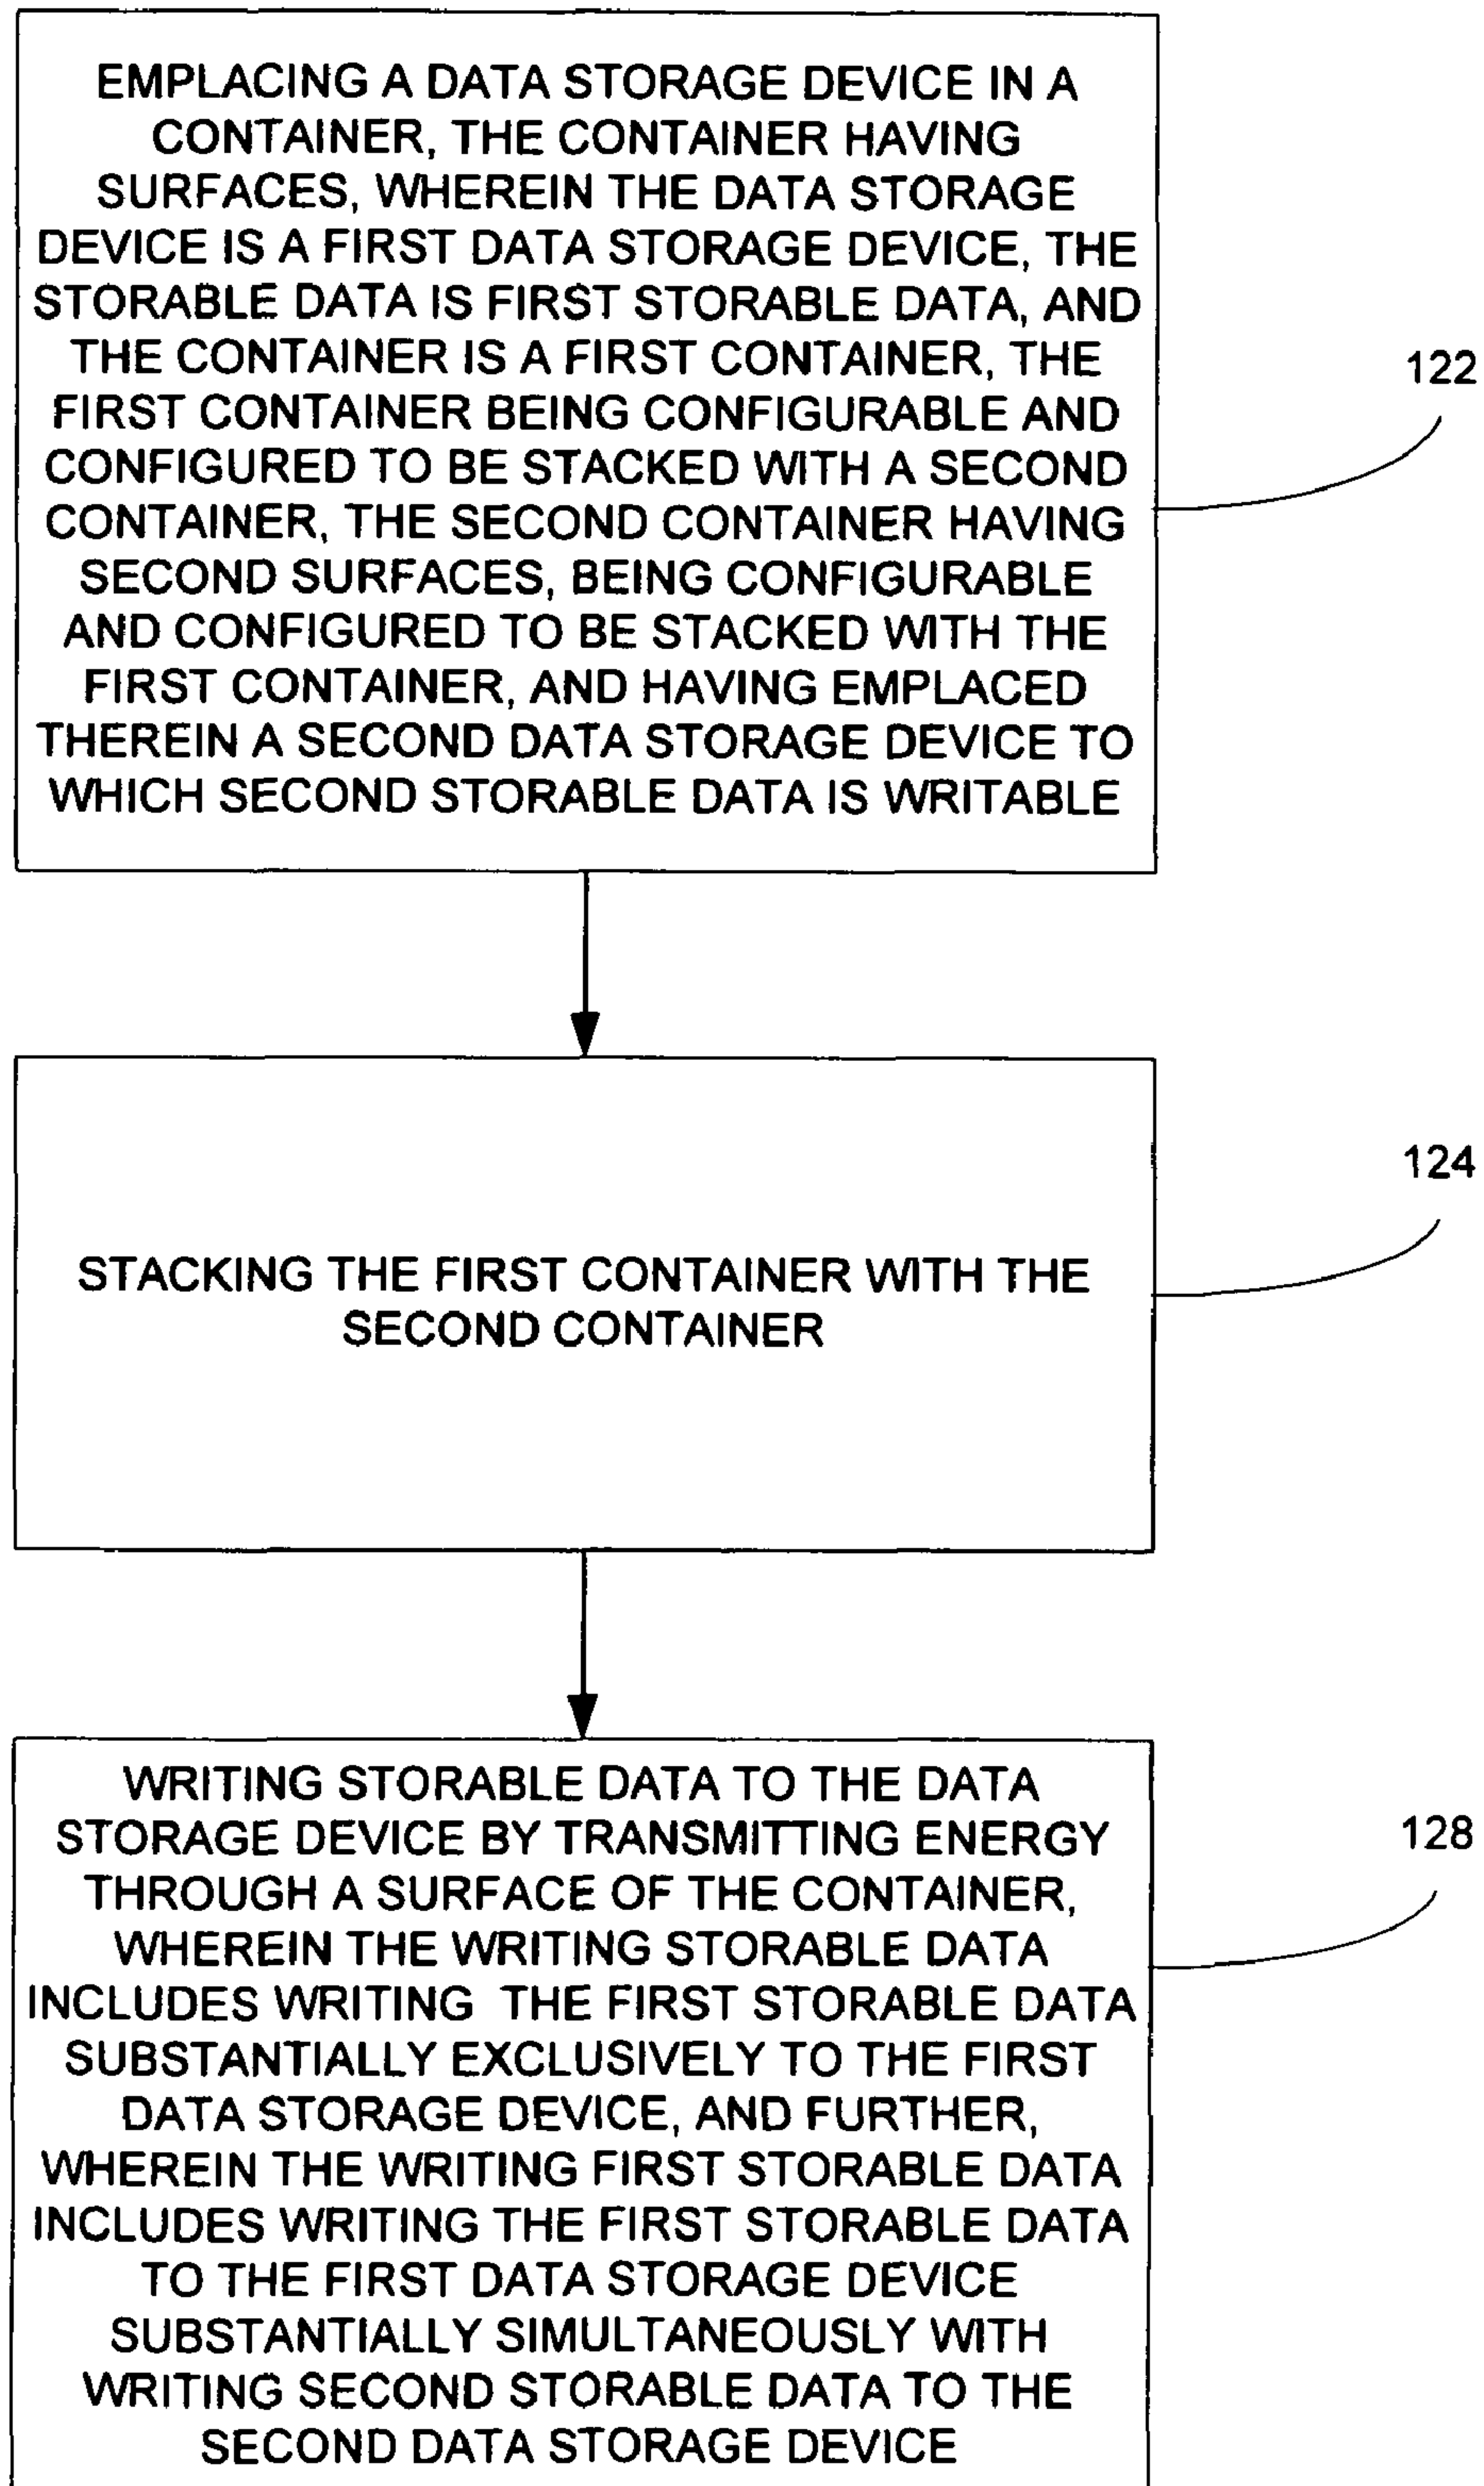 EMPLACING A DATA STORAGE DEVICE IN A
CONTAINER, THE CONTAINER HAVING
SURFACES, WHEREIN THE DATA STORAGE
DEVICE IS A FIRST DATA STORAGE DEVICE, THE
STORABLE DATA IS FIRST STORABLE DATA, AND
THE CONTAINER IS A FIRST CONTAINER, THE
FIRST CONTAINER BEING CONFIGURABLE AND
CONFIGURED TO BE STACKED WITH A SECOND
CONTAINER, THE SECOND CONTAINER HAVING
SECOND SURFACES, BEING CONFIGURABLE
AND CONFIGURED TO BE STACKED WITH THE
FIRST CONTAINER, AND HAVING EMPLACED
THEREIN A SECOND DATA STORAGE DEVICE TO
WHICH SECOND STORABLE DATA IS WRITABLE
122
STACKING THE FIRST CONTAINER WITH THE
SECOND CONTAINER
124
WRITING STORABLE DATA TO THE DATA
STORAGE DEVICE BY TRANSMITTING ENERGY
THROUGH A SURFACE OF THE CONTAINER,
WHEREIN THE WRITING STORABLE DATA
INCLUDES WRITING THE FIRST STORABLE DATA
SUBSTANTIALLY EXCLUSIVELY TO THE FIRST
DATA STORAGE DEVICE, AND FURTHER,
WHEREIN THE WRITING FIRST STORABLE DATA
INCLUDES WRITING THE FIRST STORABLE DATA
TO THE FIRST DATA STORAGE DEVICE
SUBSTANTIALLY SIMULTANEOUSLY WITH
WRITING SECOND STORABLE DATA TO THE
SECOND DATA STORAGE DEVICE
128